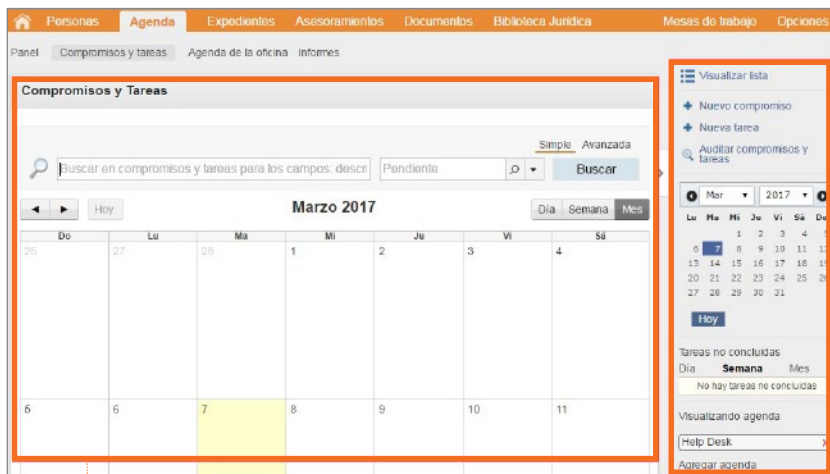 Personas Agenda Expedientes Asesoramientos Documentos Biblioteca Jurídica Mesas de trabajo Opciones
Panel Compromisos y tareas Agenda de la oficina Informes
Compromisos y Tareas
Simple Avanzada
Buscar en compromisos y tareas para los campos: descri Pendiente Buscar
Hoy Marzo 2017 Día Semana Mes
Do Lu Ma Mi Ju Vi Sá
26 27 28 1 2 3 4
5 6 7 8 9 10 11
Visualizar lista
Nuevo compromiso
Nueva tarea
Auditar compromisos y
tareas
Mar 2017
Lu Ma Mi Ju Vi Sá Do
1 2 3 4 5
6 7 8 9 10 11 12
13 14 15 16 17 18 19
20 21 22 23 24 25 26
27 28 29 30 31
Hoy
Tareas no concluidas
Día Semana Mes
No hay tareas no concluidas
Visualizando agenda
Help Desk x
Agregar agenda